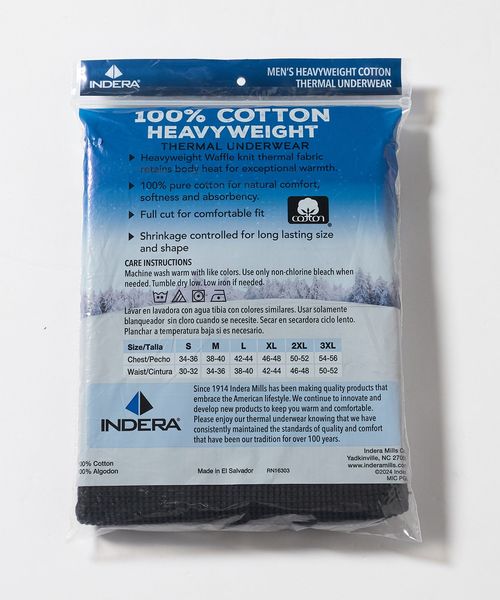 INDERA®
MEN'S HEAVYWEIGHT COTTON
THERMAL UNDERWEAR
100% COTTON
HEAVYWEIGHT
THERMAL UNDERWEAR
Heavyweight Waffle knit thermal fabric
retains body heat for exceptional warmth.
100% pure cotton for natural comfort,
softness and absorbency.
Full cut for comfortable fit
cotton®
Shrinkage controlled for long lasting size
and shape
CARE INSTRUCTIONS
Machine wash warm with like colors. Use only non-chlorine bleach when
needed. Tumble dry low. Low iron if needed.
Lavar en lavadora con agua tibia con colores similares. Usar solamente
blanqueador sin cloro cuando se necesite. Secar en secardora ciclo lento.
Planchar a temperatura baja si es necesario.
Size/Talla S M L XL 2XL 3XL
Chest/Pecho 34-36 38-40 42-44 46-48 50-52 54-56
Waist/Cintura 30-32 34-36 38-40 42-44 46-48 50-52
INDERA®
Since 1914 Indera Mills has been making quality products that
embrace the American lifestyle. We continue to innovate and
develop new products to keep you warm and comfortable.
Please enjoy our thermal underwear knowing that we have
consistently maintained the standards of quality and comfort
that have been our tradition for over 100 years.
Indera Mills
Yadkinville, NC
www.inderamills.
©2024
MIC
00% Cotton
00% Algodon
Made in El Salvador
RN16303